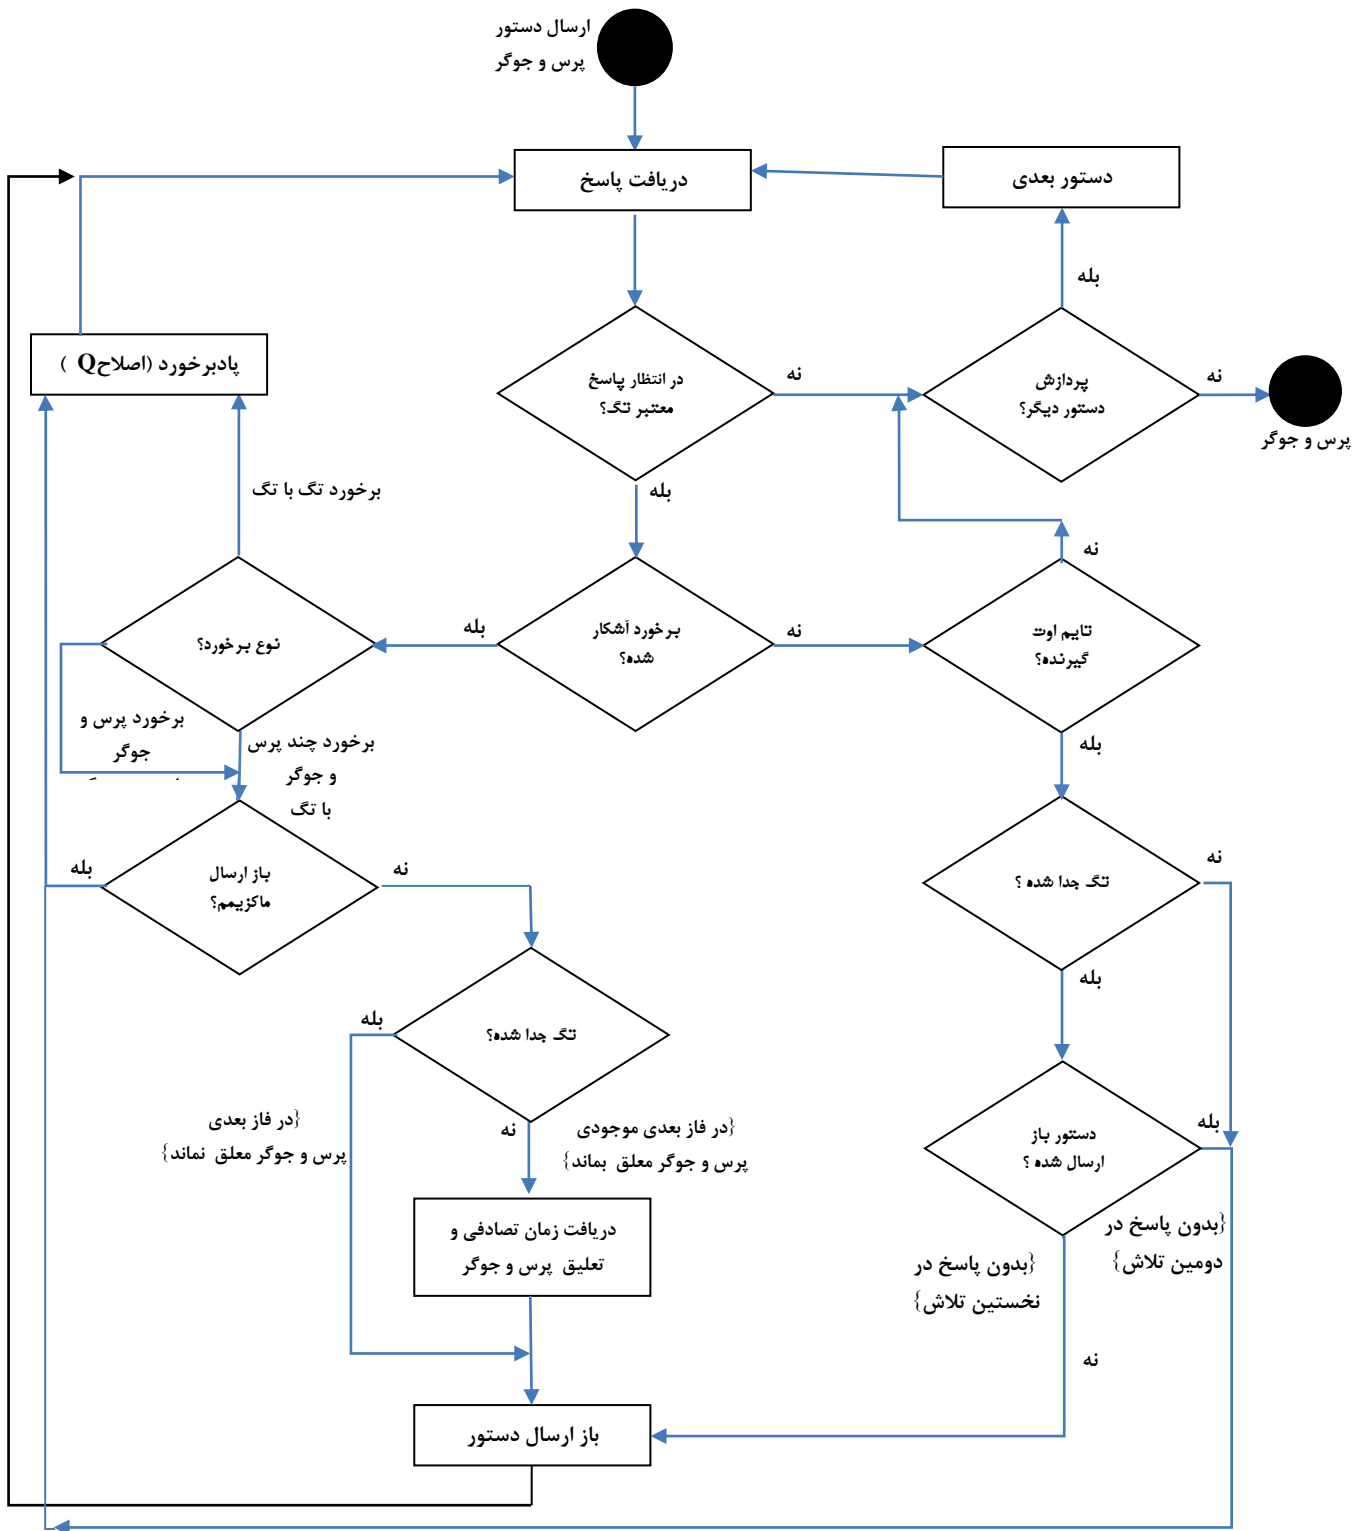 ارسال دستور
پرس و جوگر
دریافت پاسخ
دستور بعدی
بله
پادبرخورد (اصلاحQ )
در انتظار پاسخ
معتبر تگ؟
نه
پردازش
دستور دیگر؟
نه
پرس و جوگر
بله
برخورد تگ با تگ
نه
نوع برخورد؟
بله
برخورد آشکار
شده؟
نه
تایم اوت
گیرنده؟
برخورد پرس و
جوگر
برخورد چند پرس
و جوگر
با تگ
بله
بله
باز ارسال
ماکزیمم؟
نه
تگ جدا شده ؟
نه
بله
بله
تگ جدا شده؟
{در فاز بعدی
پرس و جوگر معلق نماند}
نه
{در فاز بعدی موجودی
پرس و جوگر معلق بماند}
دستور باز
ارسال شده ؟
بله
دریافت زمان تصادفی و
تعلیق پرس و جوگر
{بدون پاسخ در
نخستین تلاش}
{بدون پاسخ در
دومین تلاش}
نه
باز ارسال دستور